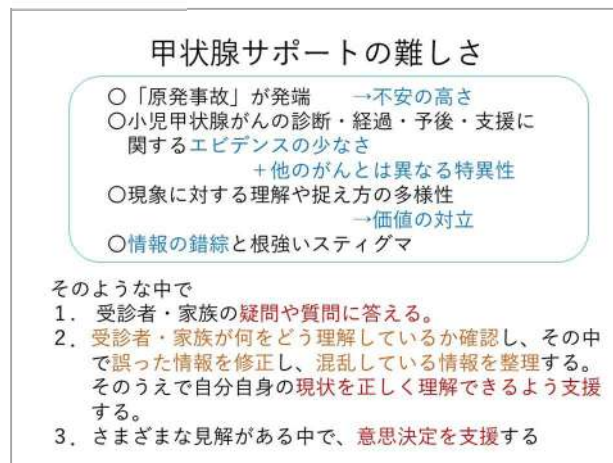 甲状腺サポートの難しさ
〇「原発事故」が発端　→不安の高さ
〇小児甲状腺がんの診断・経過・予後・支援に
関するエビデンスの少なさ
＋他のがんとは異なる特異性
〇現象に対する理解や捉え方の多様性
→価値の対立
〇情報の錯綜と根強いスティグマ
そのような中で
1． 受診者・家族の疑問や質問に答える。
2．受診者・家族が何をどう理解しているか確認し、その中
で誤った情報を修正し、混乱している情報を整理する。
そのうえで自分自身の現状を正しく理解できるよう支援
する。
3．さまざまな見解がある中で、意思決定を支援する